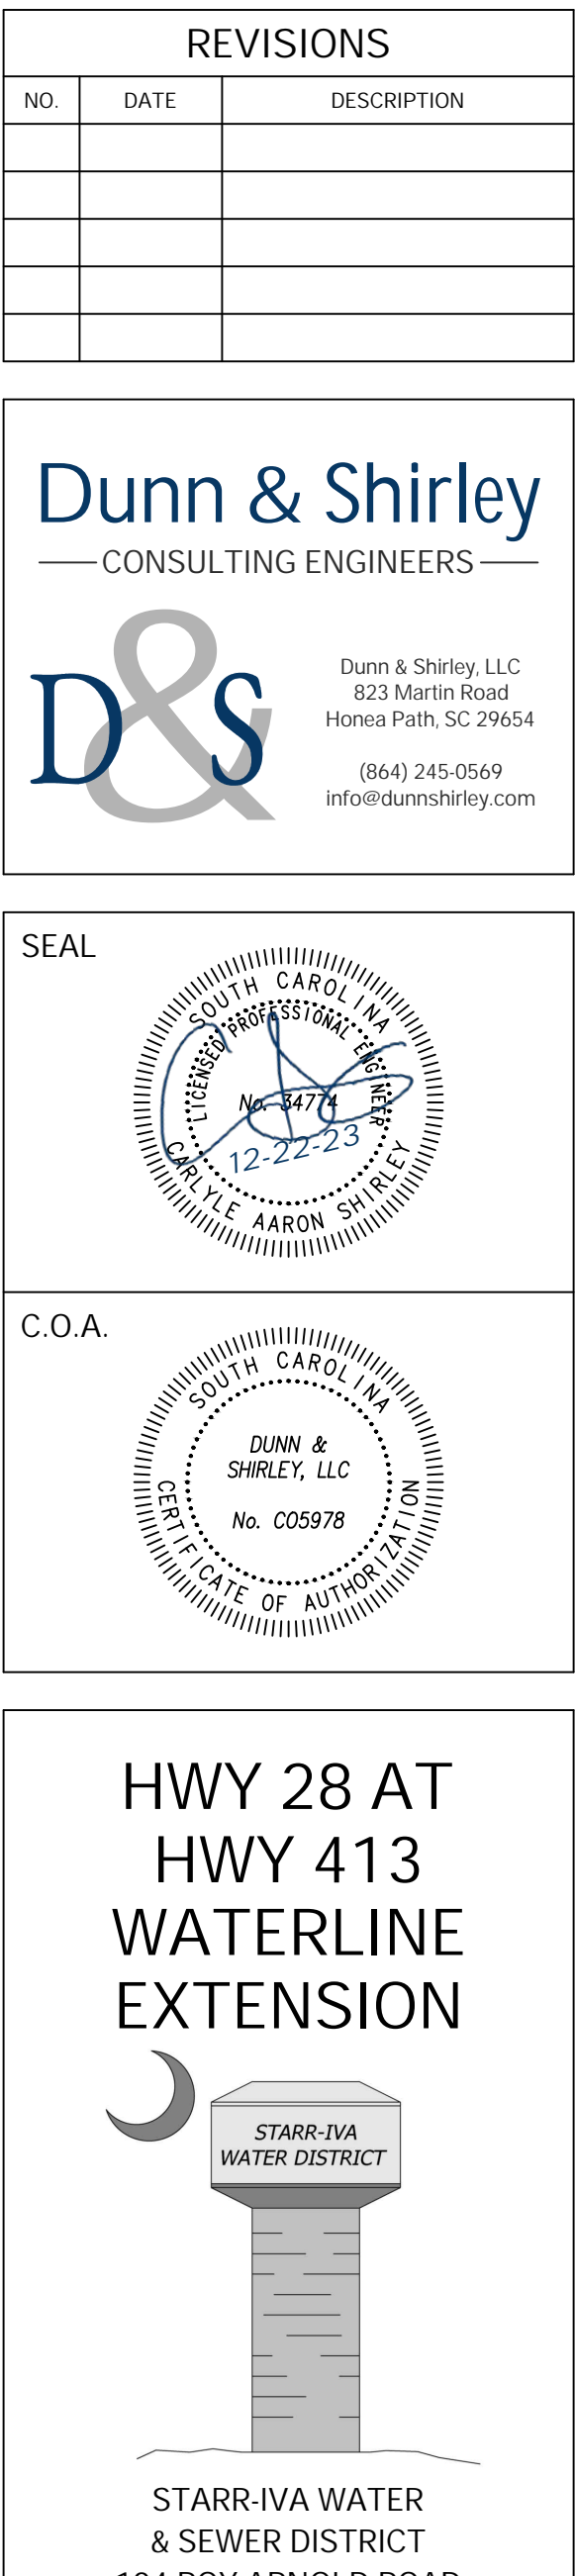 REVISIONS
NO. DATE DESCRIPTION
Dunn & Shirley
CONSULTING ENGINEERS
D&S
Dunn & Shirley, LLC
823 Martin Road
Honea Path, SC 29654
(864) 245-0569
info@dunnshirley.com
SEAL
SOUTH CAROLINA
LICENSED PROFESSIONAL ENGINEER
No. 34774
12-22-23
CARLYLE AARON SHIRLEY
C.O.A.
SOUTH CAROLINA
DUNN &
SHIRLEY, LLC
No. C05978
CERTIFICATE OF AUTHORIZATION
HWY 28 AT
HWY 413
WATERLINE
EXTENSION
STARR-IVA
WATER DISTRICT
STARR-IVA WATER
& SEWER DISTRICT